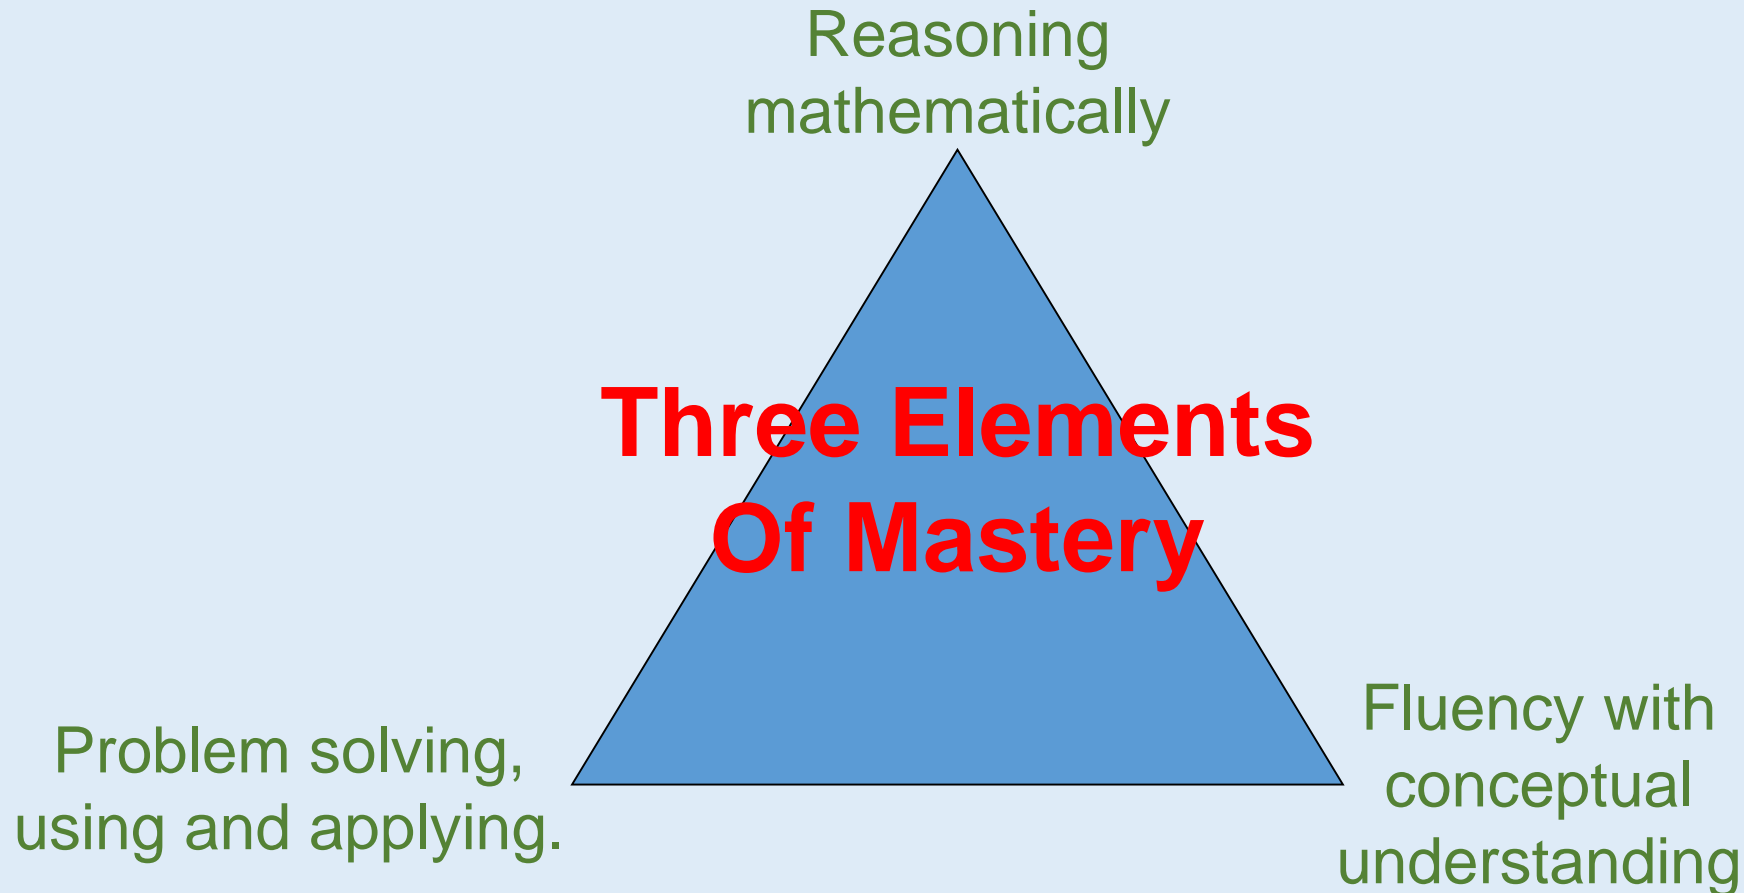 Reasoning
mathematically
Three Elements
Of Mastery
Problem solving,
using and applying.
Fluency with
conceptual
understanding